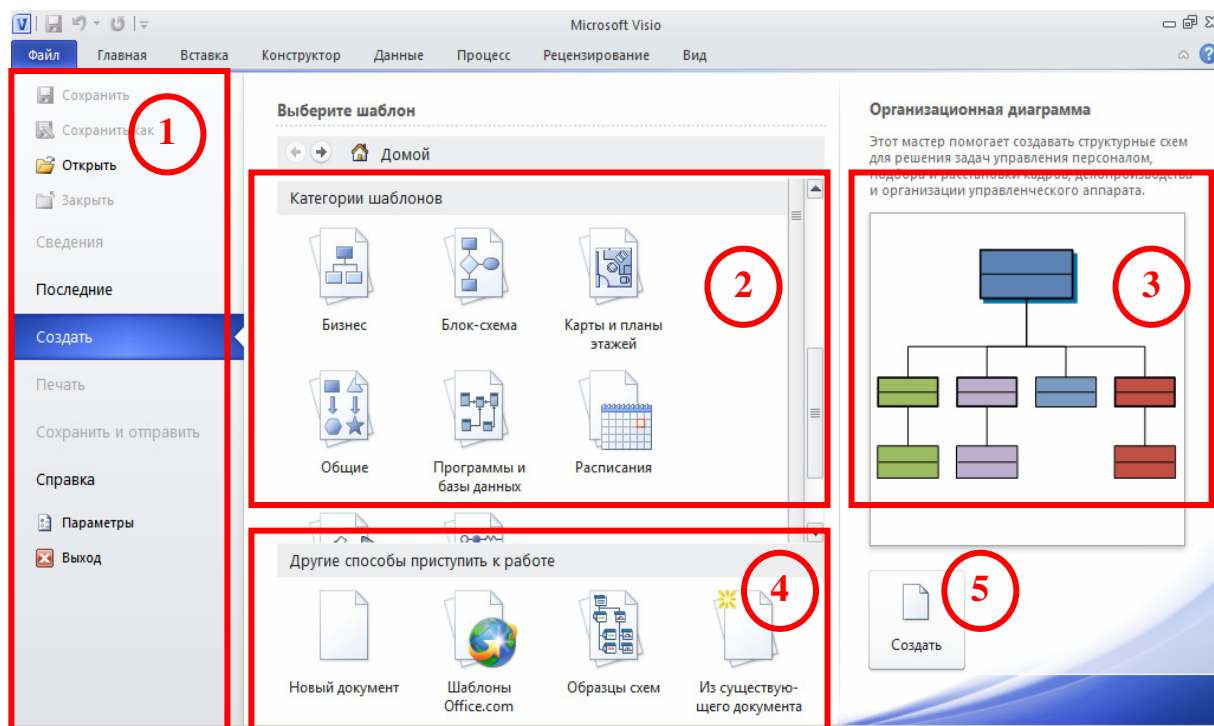 Microsoft Visio
Файл Главная Вставка Конструктор Данные Процесс Рецензирование Вид
Сохранить
Сохранить как
Открыть
Закрыть
Сведения
Последние
Создать
Печать
Сохранить и отправить
Справка
Параметры
Выход
1
Выберите шаблон
Домой
Категории шаблонов
Бизнес
Блок-схема
Карты и планы
этажей
2
Общие
Программы и
базы данных
Расписания
Другие способы приступить к работе
4
Новый документ
Шаблоны
Office.com
Образцы схем
Из существую-
щего документа
Организационная диаграмма
Этот мастер помогает создавать структурные схем
для решения задач управления персоналом,
подбора и расстановки кадров, делопроизводства
и организации управленческого аппарата.
3
5
Создать